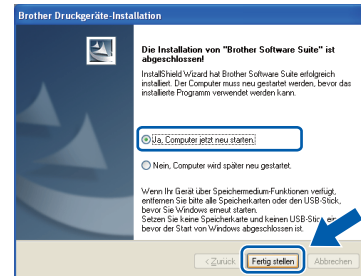 Brother Druckgeräte-Installation
Die Installation von "Brother Software Suite" ist
abgeschlossen!
InstallShield Wizard hat Brother Software Suite erfolgreich
installiert. Der Computer muss neu gestartet werden, bevor das
installierte Programm verwendet werden kann.
Ja, Computer jetzt neu starten.
Nein, Computer wird später neu gestartet.
Wenn Ihr Gerät über Speichermedium-Funktionen verfügt,
entfernen Sie bitte alle Speicherkarten oder den USB-Stick,
bevor Sie Windows erneut starten.
Setzen Sie keine Speicherkarte und keinen USB-Stick ein,
bevor der Start von Windows abgeschlossen ist.
< Zurück
Fertig stellen
Abbrechen